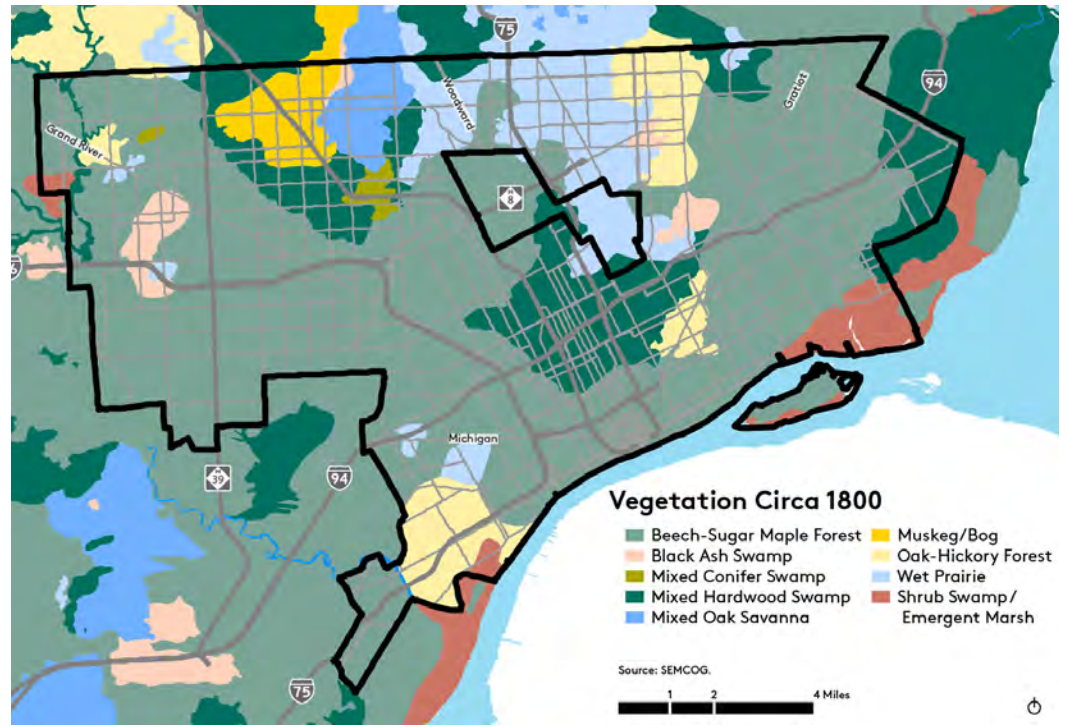 75
94
Woodward
Gratiot
Grand River
M
8
6
Michigan
M
39
94
75
Vegetation Circa 1800
Beech-Sugar Maple Forest
Black Ash Swamp
Mixed Conifer Swamp
Mixed Hardwood Swamp
Mixed Oak Savanna
Muskeg/Bog
Oak-Hickory Forest
Wet Prairie
Shrub Swamp/
Emergent Marsh
Source: SEMCOG.
1 2 4 Miles